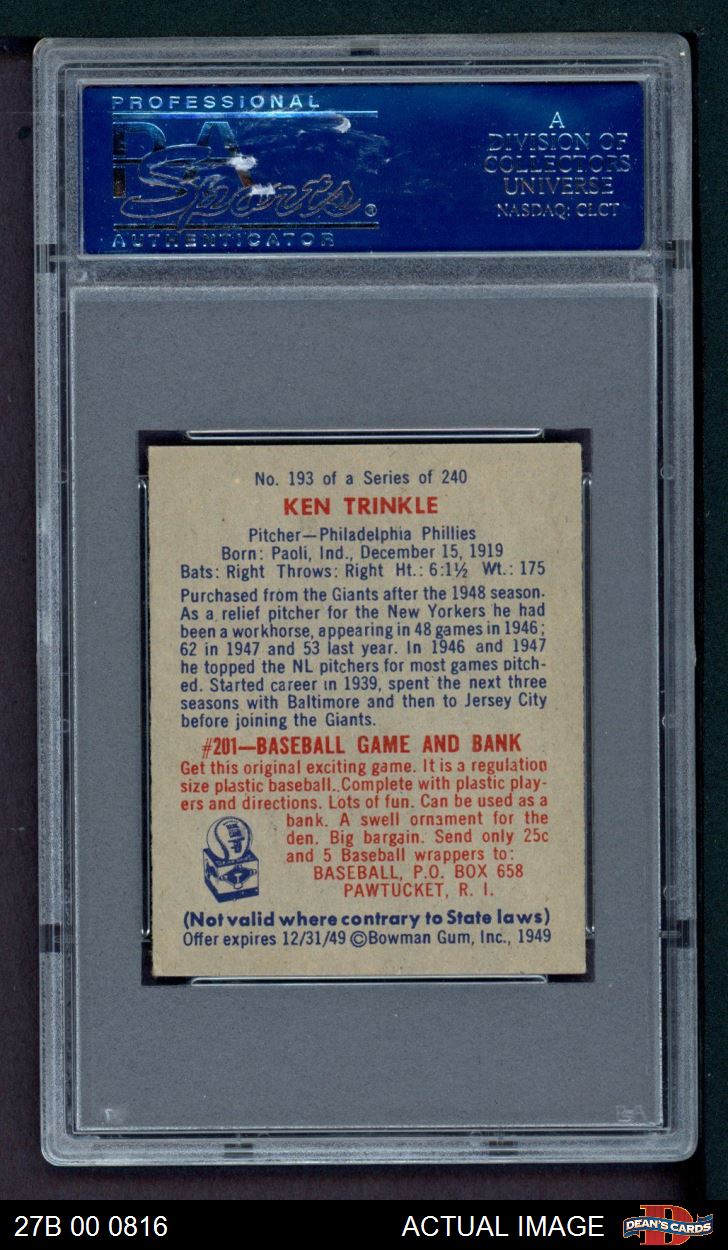 PROFESSIONAL
PSA
Sports®
AUTHENTICATOR
A
DIVISION OF
COLLECTORS
UNIVERSE
NASDAQ: CLCT
No. 193 of a Series of 240
KEN TRINKLE
Pitcher—Philadelphia Phillies
Born: Paoli, Ind., December 15, 1919
Bats: Right Throws: Right Ht.: 6:1½ Wt.: 175
Purchased from the Giants after the 1948 season.
As a relief pitcher for the New Yorkers he had
been a workhorse, appearing in 48 games in 1946;
62 in 1947 and 53 last year. In 1946 and 1947
he topped the NL pitchers for most games pitch-
ed. Started career in 1939, spent the next three
seasons with Baltimore and then to Jersey City
before joining the Giants.
#201—BASEBALL GAME AND BANK
Get this original exciting game. It is a regulation
size plastic baseball. Complete with plastic play-
ers and directions. Lots of fun. Can be used as a
bank. A swell ornament for the
den. Big bargain. Send only 25c
and 5 Baseball wrappers to:
BASEBALL, P.O. BOX 658
PAWTUCKET, R. I.
(Not valid where contrary to State laws)
Offer expires 12/31/49 ©Bowman Gum, Inc., 1949
PSA
27B 00 0816
ACTUAL IMAGE
DEAN'S CARDS